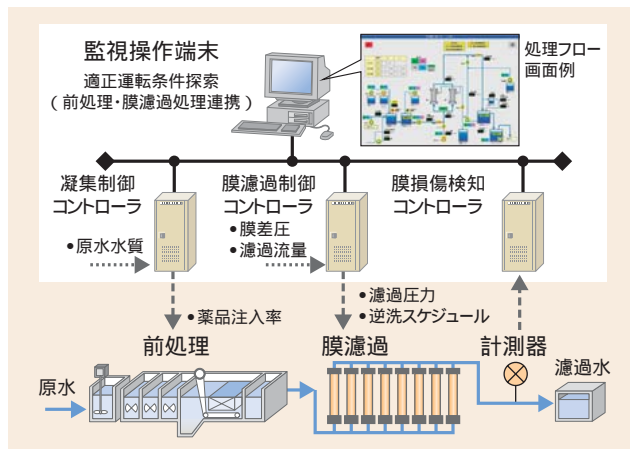 監視操作端末
適正運転条件探索
(前処理・膜濾過処理連携)
処理フロー
画面例
凝集制御
コントローラ
膜濾過制御
コントローラ
膜損傷検知
コントローラ
•原水水質
•膜差圧
•濾過流量
•薬品注入率
•濾過圧力
•逆洗スケジュール
前処理
膜濾過
計測器
原水
濾過水